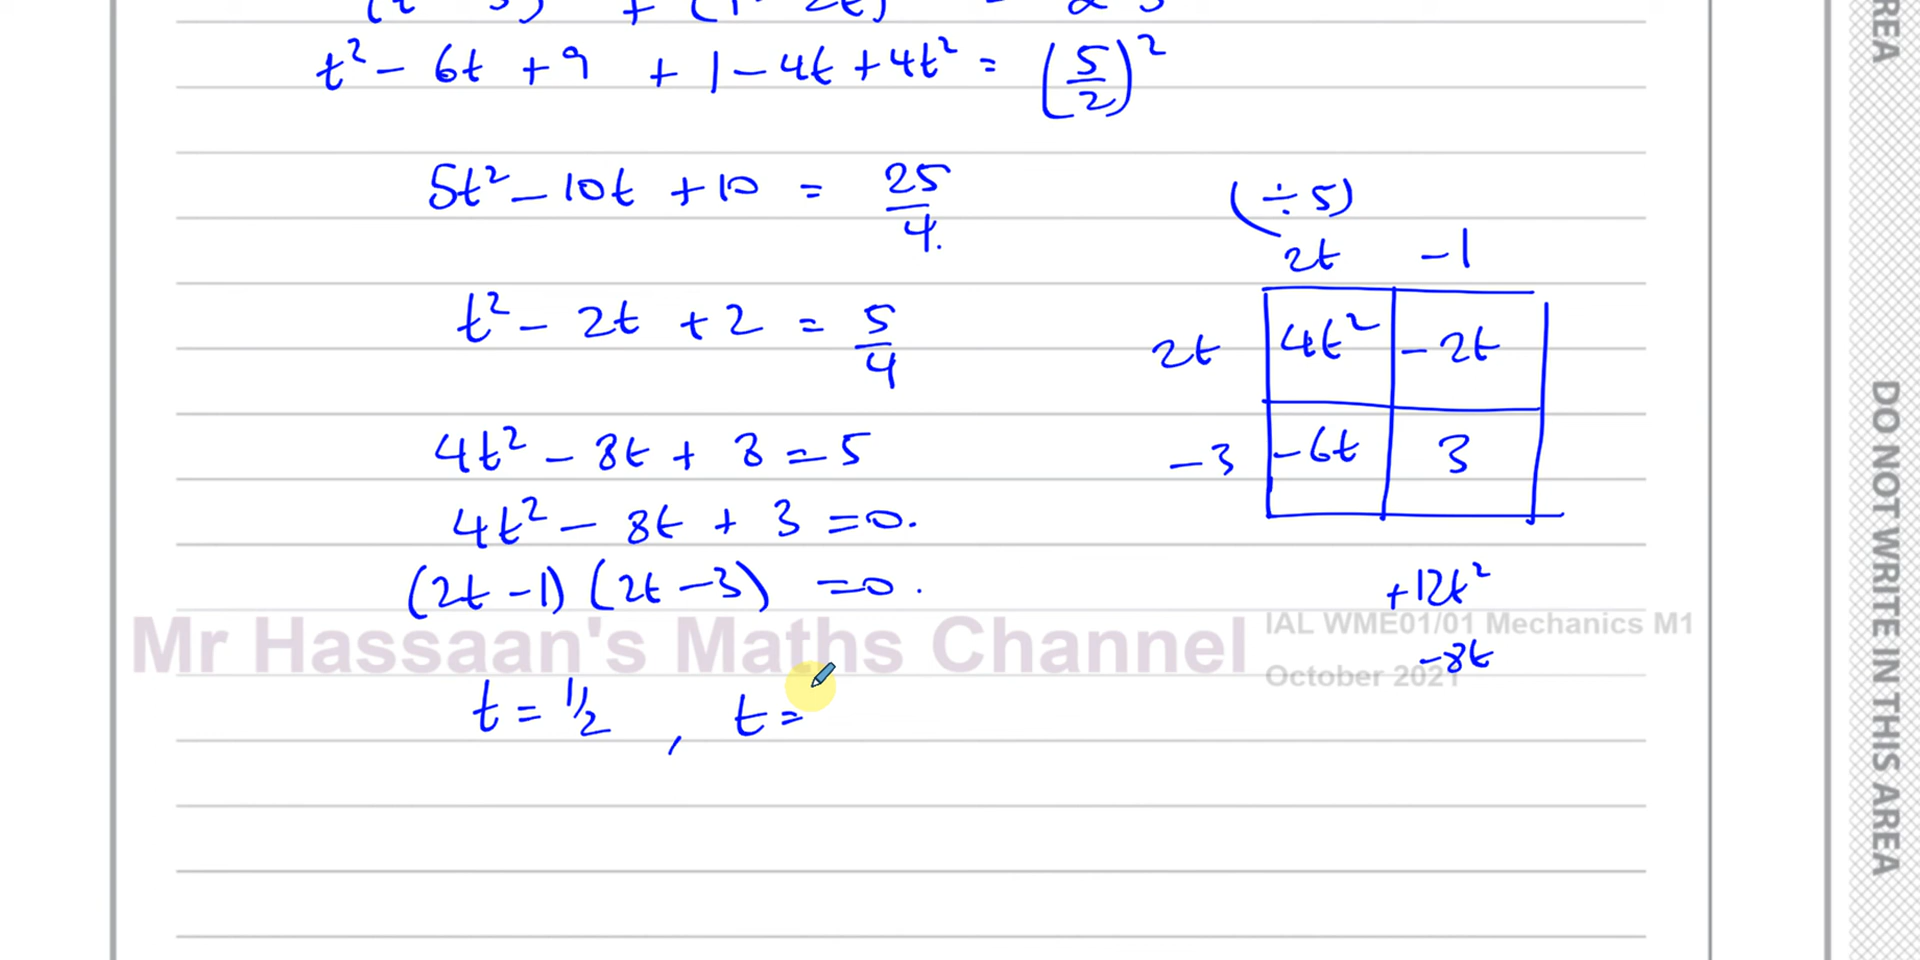 t² - 6t + 9 + 1 - 4t + 4t² = (5/2)²
5t² - 10t + 10 = 25/4.
(÷5)
t² - 2t + 2 = 5/4
2t -1
2t 4t² -2t
-3 -6t 3
4t² - 8t + 8 = 5
4t² - 8t + 3 = 0.
(2t - 1)(2t - 3) = 0.
+12t²
-8t
Mr Hassaan's Maths Channel
IAL WME01/01 Mechanics M1
October 2021
t = 1/2 , t =
AREA
DO NOT WRITE IN THIS AREA